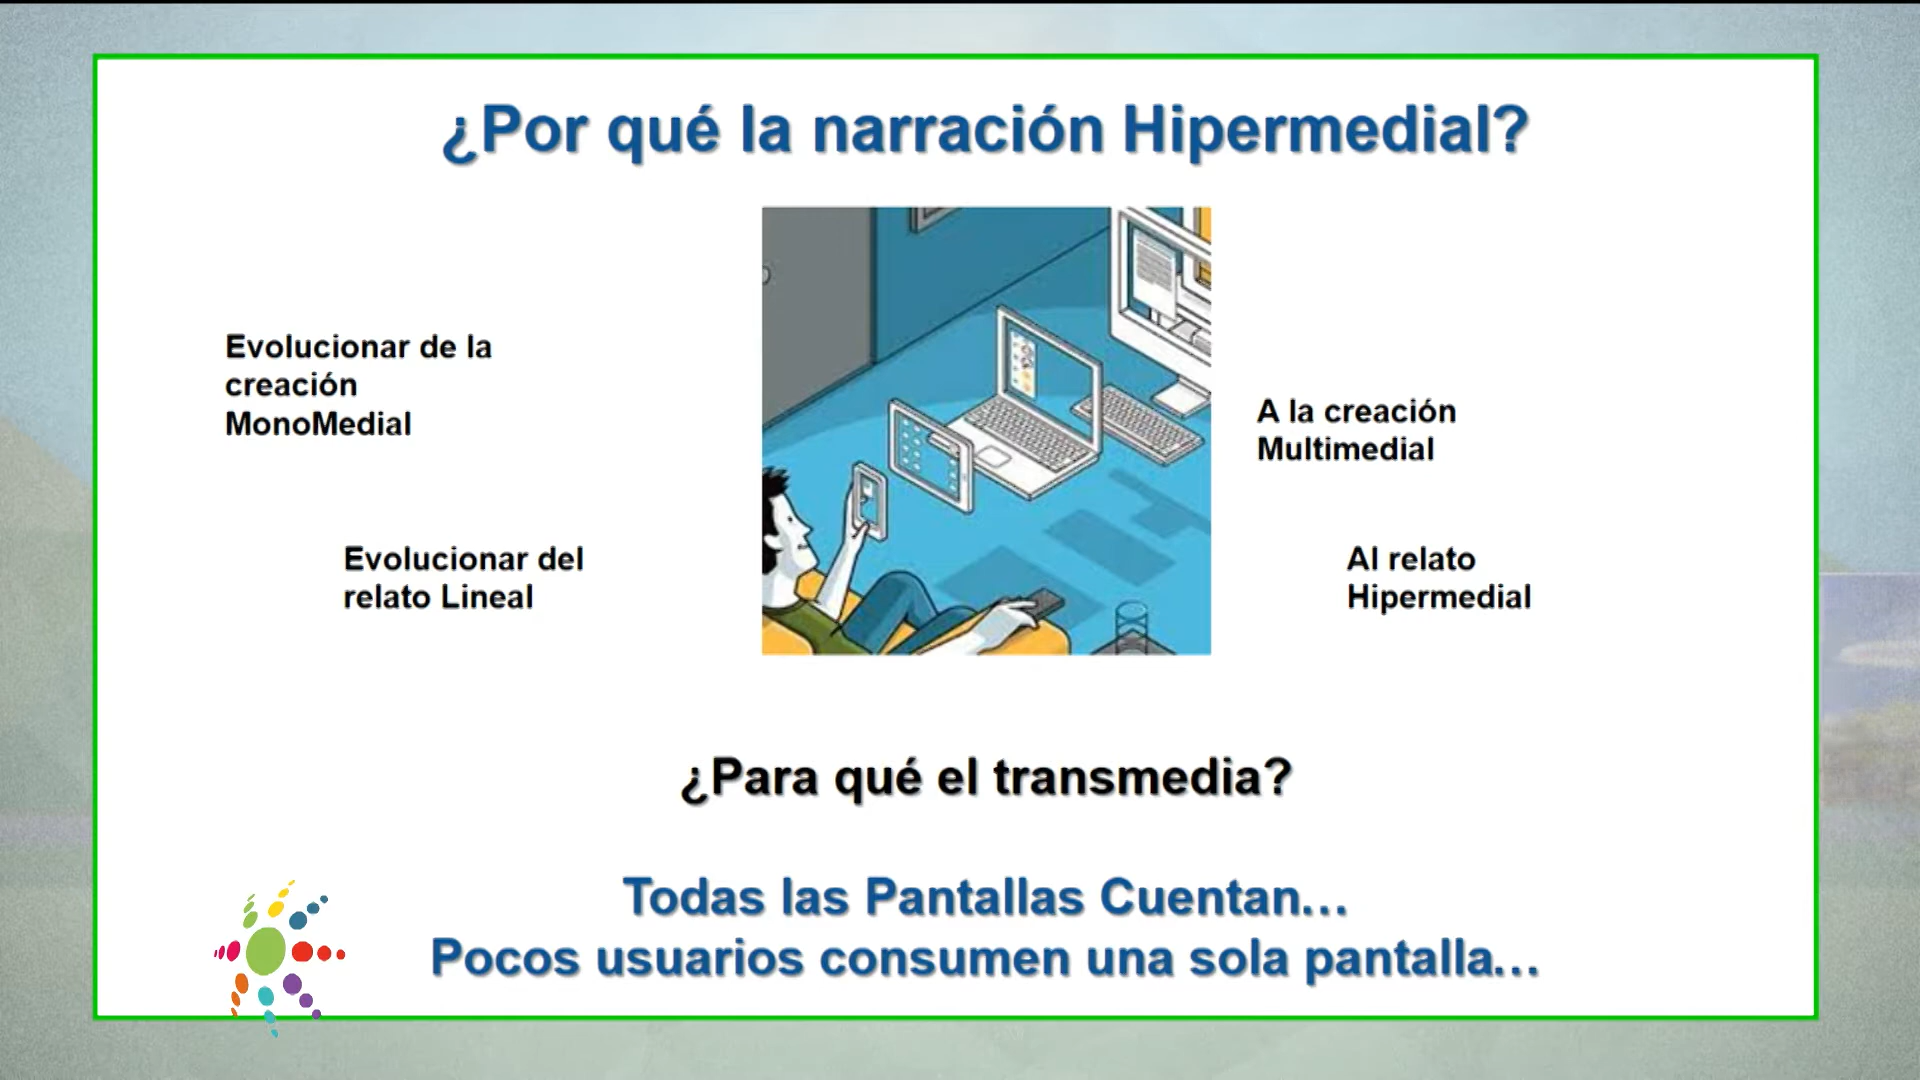 ¿Por qué la narración Hipermedial?
Evolucionar de la
creación
MonoMedial
A la creación
Multimedial
Evolucionar del
relato Lineal
Al relato
Hipermedial
¿Para qué el transmedia?
Todas las Pantallas Cuentan…
Pocos usuarios consumen una sola pantalla…